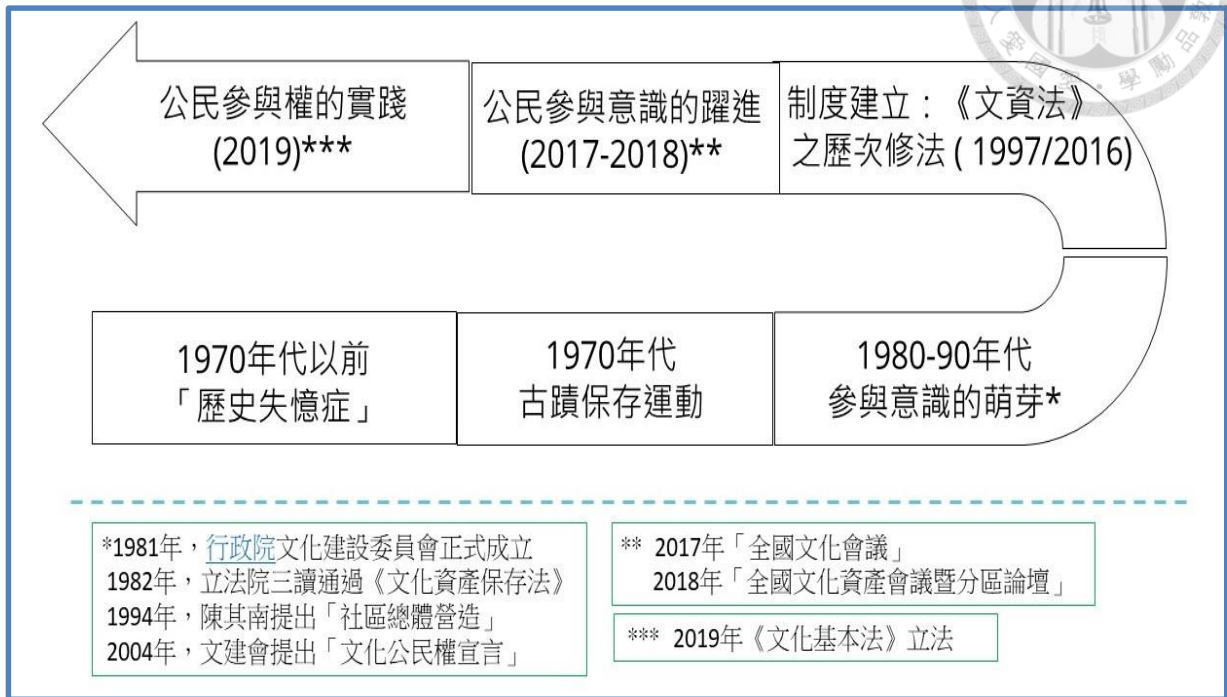 公民參與權的實踐
(2019)***
公民參與意識的躍進
(2017-2018)**
制度建立：《文資法》
之歷次修法 ( 1997/2016)
1970年代以前
「歷史失憶症」
1970年代
古蹟保存運動
1980-90年代
參與意識的萌芽*
*1981年，行政院文化建設委員會正式成立
1982年，立法院三讀通過《文化資產保存法》
1994年，陳其南提出「社區總體營造」
2004年，文建會提出「文化公民權宣言」
** 2017年「全國文化會議」
2018年「全國文化資產會議暨分區論壇」
*** 2019年《文化基本法》立法